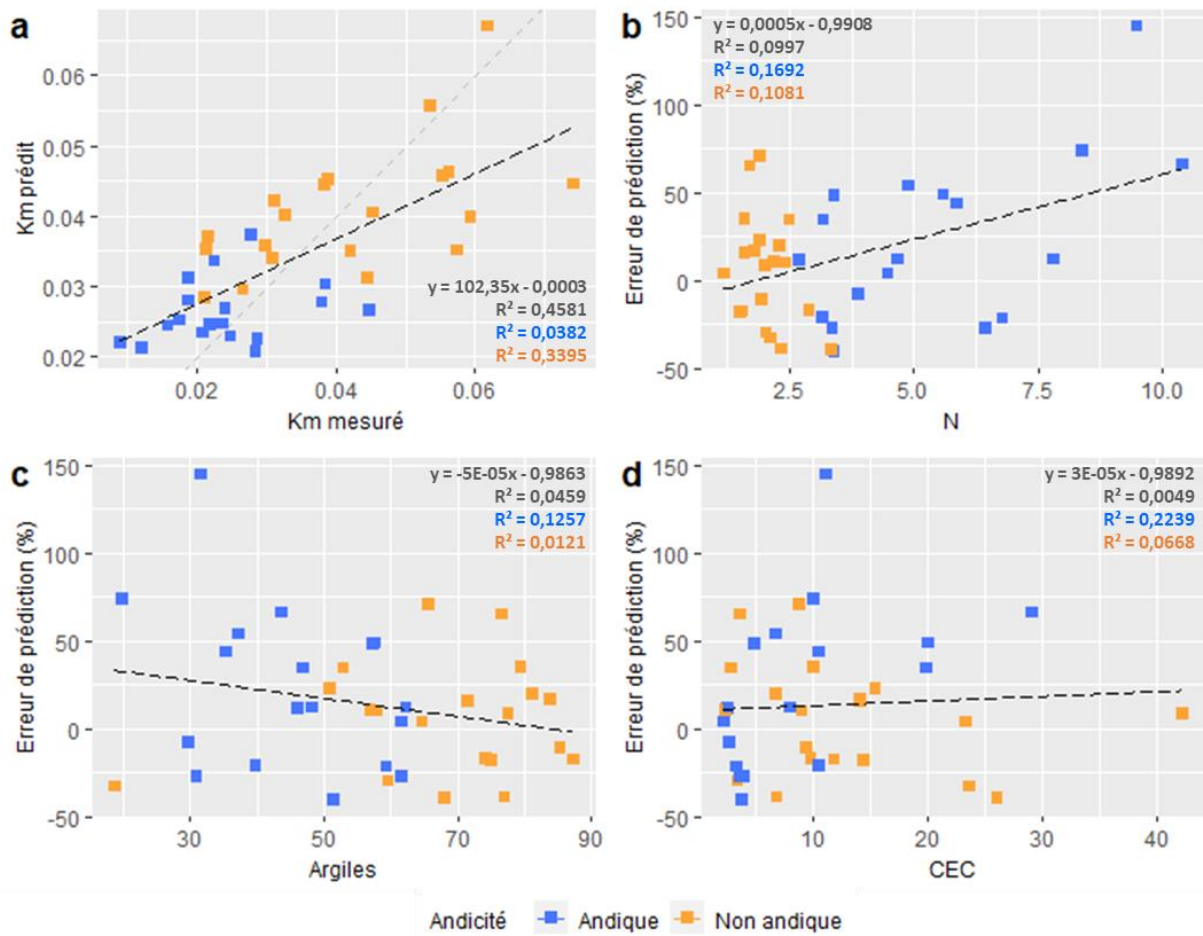 a
y = 102,35x - 0,0003
R² = 0,4581
R² = 0,0382
R² = 0,3395
Km prédit
0.06
0.05
0.04
0.03
0.02
0.02 0.04 0.06
Km mesuré
b
y = 0,0005x - 0,9908
R² = 0,0997
R² = 0,1692
R² = 0,1081
Erreur de prédiction (%)
150
100
50
0
-50
2.5 5.0 7.5 10.0
N
c
y = -5E-05x - 0,9863
R² = 0,0459
R² = 0,1257
R² = 0,0121
Erreur de prédiction (%)
150
100
50
0
-50
30 50 70 90
Argiles
d
y = 3E-05x - 0,9892
R² = 0,0049
R² = 0,2239
R² = 0,0668
Erreur de prédiction (%)
150
100
50
0
-50
10 20 30 40
CEC
Andicité Andique Non andique